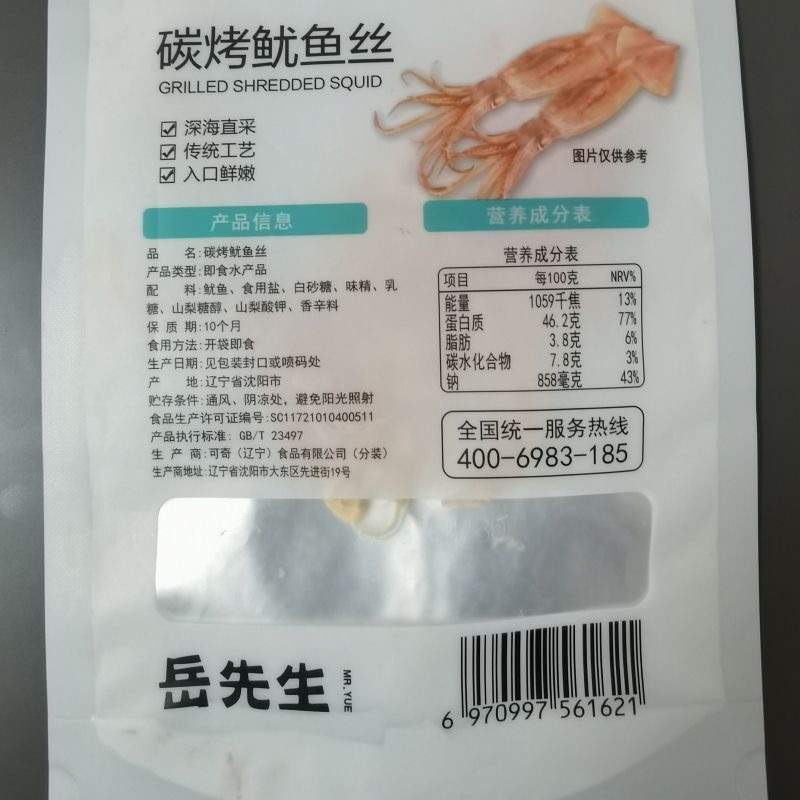 碳烤鱿鱼丝
GRILLED SHREDDED SQUID
深海直采
传统工艺
入口鲜嫩
图片仅供参考
产品信息
品 名:碳烤鱿鱼丝
产品类型:即食水产品
配 料:鱿鱼、食用盐、白砂糖、味精、乳
糖、山梨糖醇、山梨酸钾、香辛料
保 质 期:10个月
食用方法:开袋即食
生产日期:见包装封口或喷码处
产 地:辽宁省沈阳市
贮存条件:通风、阴凉处,避免阳光照射
食品生产许可证编号:SC11721010400511
产品执行标准: GB/T 23497
生 产 商:可奇(辽宁)食品有限公司(分装)
生产商地址:辽宁省沈阳市大东区先进街19号
营养成分表
营养成分表
项目 每100克 NRV%
能量 1059千焦 13%
蛋白质 46.2克 77%
脂肪 3.8克 6%
碳水化合物 7.8克 3%
钠 858毫克 43%
全国统一服务热线
400-6983-185
岳先生
MR.YUE
6 970997 561621